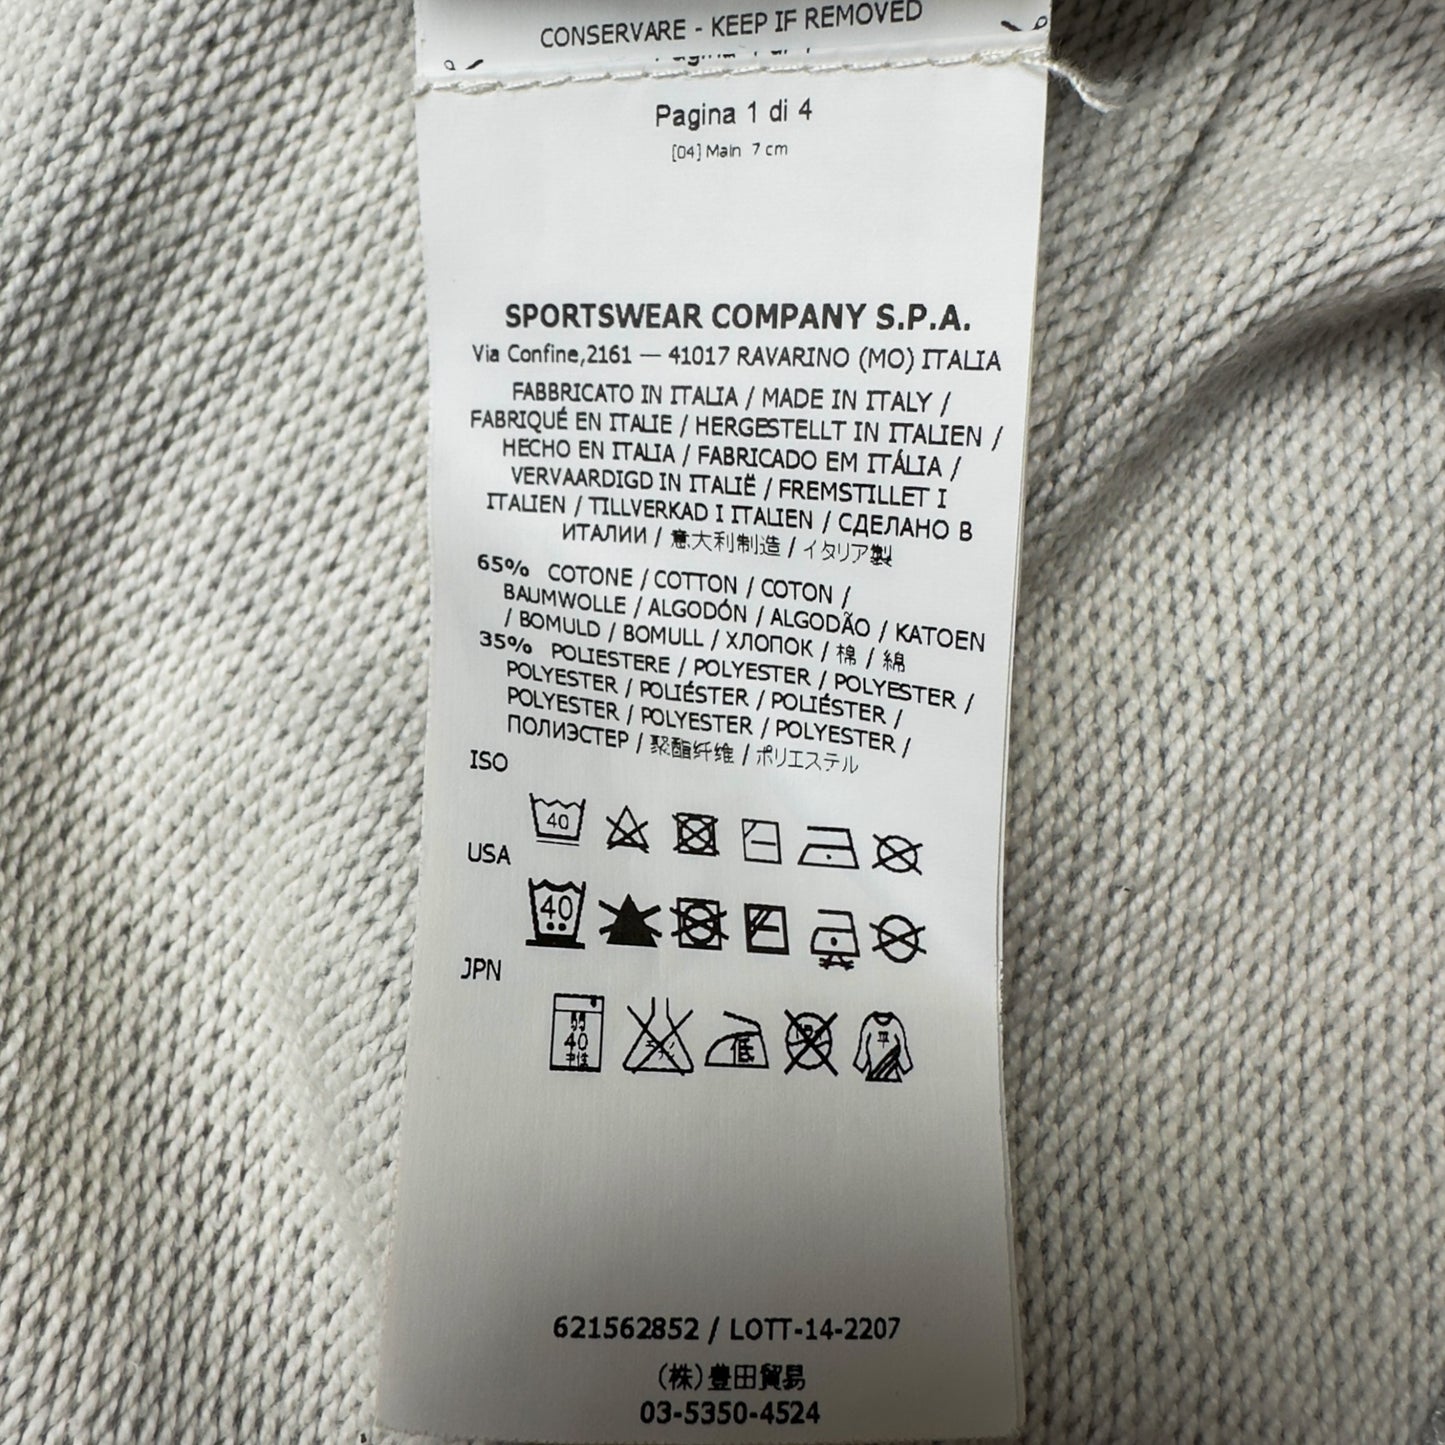 CONSERVARE - KEEP IF REMOVED
Pagina 1 di 4
[04] Main 7 cm
SPORTSWEAR COMPANY S.P.A.
Via Confine,2161 — 41017 RAVARINO (MO) ITALIA
FABBRICATO IN ITALIA / MADE IN ITALY /
FABRIQUÉ EN ITALIE / HERGESTELLT IN ITALIEN /
HECHO EN ITALIA / FABRICADO EM ITÁLIA /
VERVAARDIGD IN ITALIË / FREMSTILLET I
ITALIEN / TILLVERKAD I ITALIEN / СДЕЛАНО В
ИТАЛИИ / 意大利制造 / イタリア製
65% COTONE / COTTON / COTON /
BAUMWOLLE / ALGODÓN / ALGODÃO / KATOEN
/ BOMULD / BOMULL / ХЛОПОК / 棉 / 綿
35% POLIESTERE / POLYESTER / POLYESTER /
POLYESTER / POLIÉSTER / POLIÉSTER /
POLYESTER / POLYESTER / POLYESTER /
ПОЛИЭСТЕР / 聚酯纤维 / ポリエステル
ISO
40
USA
40
JPN
40
中性
低
平
621562852 / LOTT-14-2207
(株)豊田貿易
03-5350-4524